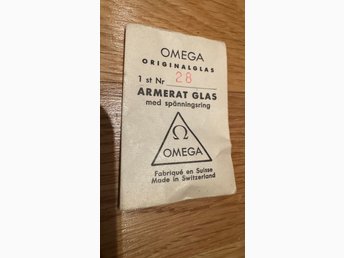 OMEGA
ORIGINALGLAS
1 st Nr 28
ARMERAT GLAS
med spänningsring
Ω
OMEGA
Fabriqué en Suisse
Made in Switzerland